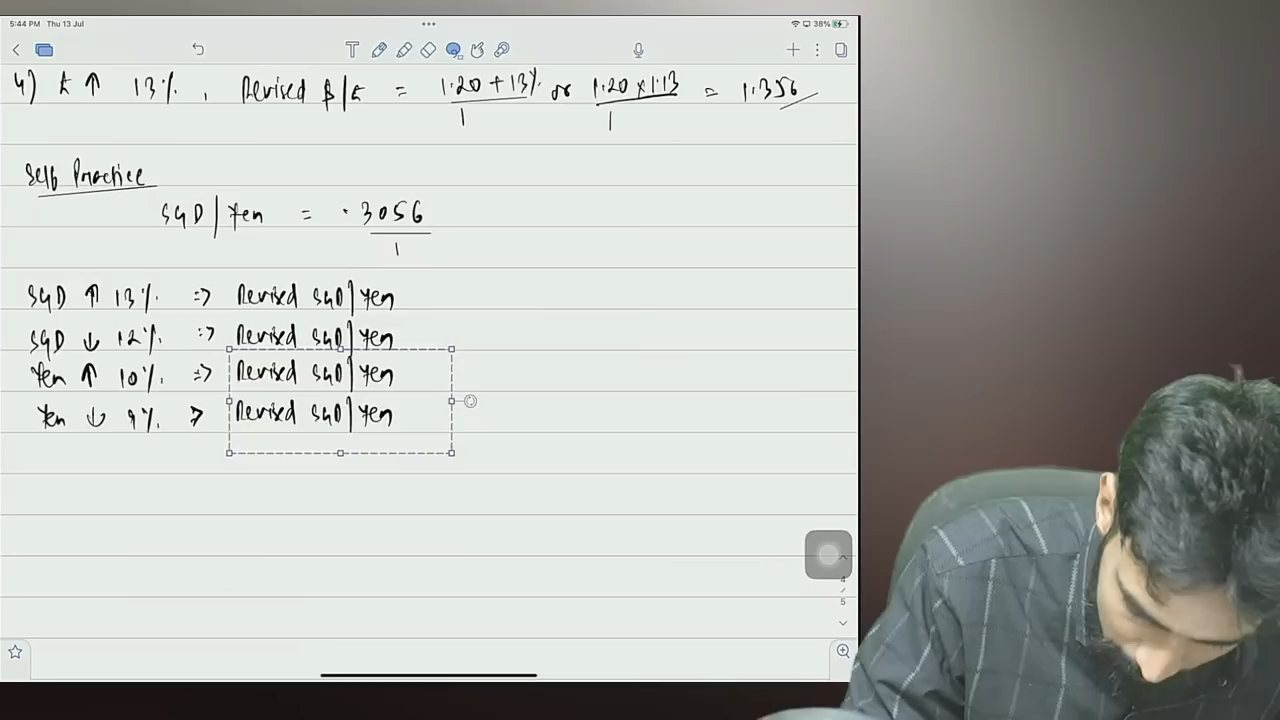 5:44 PM Thu 13 Jul
38%
4) £ ↑ 13%, Revised $/£ = 1.20 + 13% / 1 or 1.20 x 1.13 / 1 = 1.356
Self Practice
SGD | Yen = .3056 / 1
SGD ↑ 13% => Revised SGD | Yen
SGD ↓ 12% => Revised SGD | Yen
Yen ↑ 10% => Revised SGD | Yen
Yen ↓ 9% => Revised SGD | Yen
4
/
5